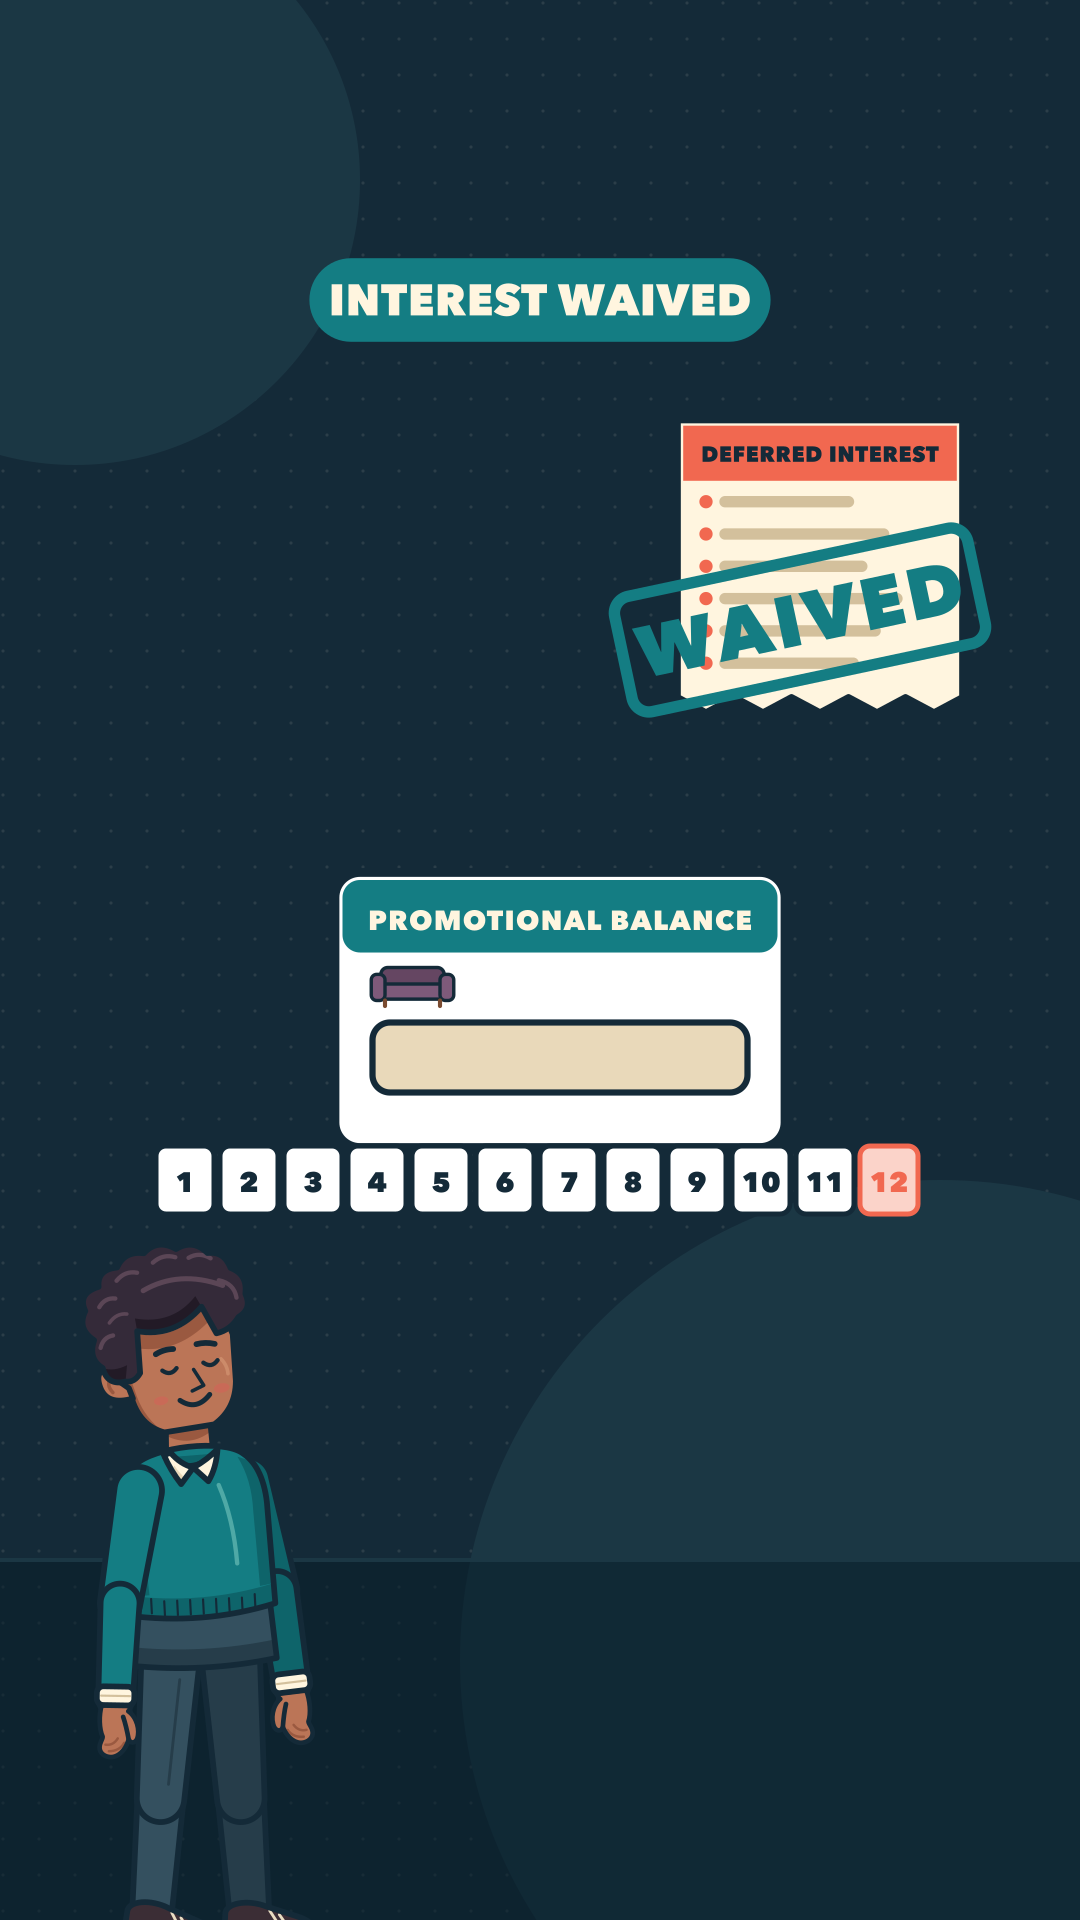 INTEREST WAIVED
DEFERRED INTEREST
WAIVED
PROMOTIONAL BALANCE
1 2 3 4 5 6 7 8 9 10 11 12